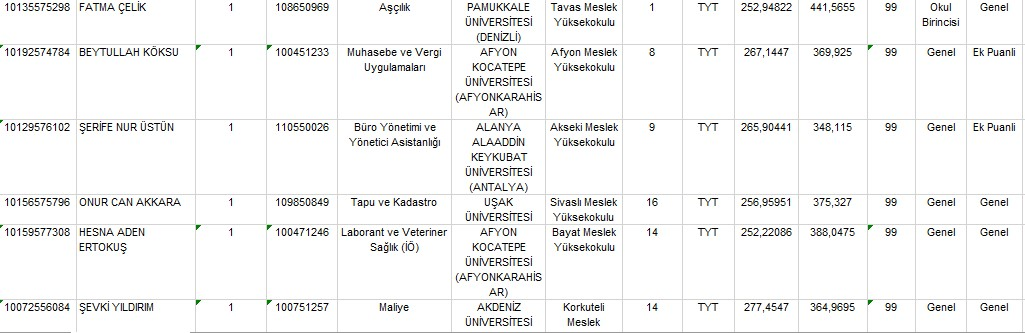 10135575298 FATMA ÇELİK 1 108650969 Aşçılık PAMUKKALE Tavas Meslek 1 TYT 252,94822 441,5655 99 Okul Genel
ÜNİVERSİTESİ Yüksekokulu Birincisi
(DENİZLİ)
10192574784 BEYTULLAH KÖKSU 1 100451233 Muhasebe ve Vergi AFYON Afyon Meslek 8 TYT 267,1447 369,925 99 Genel Ek Puanli
Uygulamaları KOCATEPE Yüksekokulu
ÜNİVERSİTESİ
(AFYONKARAHİS
AR)
10129576102 ŞERİFE NUR ÜSTÜN 1 110550026 Büro Yönetimi ve ALANYA Akseki Meslek 9 TYT 265,90441 348,115 99 Genel Ek Puanli
Yönetici Asistanlığı ALAADDİN Yüksekokulu
KEYKUBAT
ÜNİVERSİTESİ
(ANTALYA)
10156575796 ONUR CAN AKKARA 1 109850849 Tapu ve Kadastro UŞAK Sivaslı Meslek 16 TYT 256,95951 375,327 99 Genel Genel
ÜNİVERSİTESİ Yüksekokulu
10159577308 HESNA ADEN 1 100471246 Laborant ve Veteriner AFYON Bayat Meslek 14 TYT 252,22086 388,0475 99 Genel Genel
ERTOKUŞ Sağlık (İÖ) KOCATEPE Yüksekokulu
ÜNİVERSİTESİ
(AFYONKARAHİS
AR)
10072556084 ŞEVKİ YILDIRIM 1 100751257 Maliye AKDENİZ Korkuteli 14 TYT 277,4547 364,9695 99 Genel Genel
ÜNİVERSİTESİ Meslek